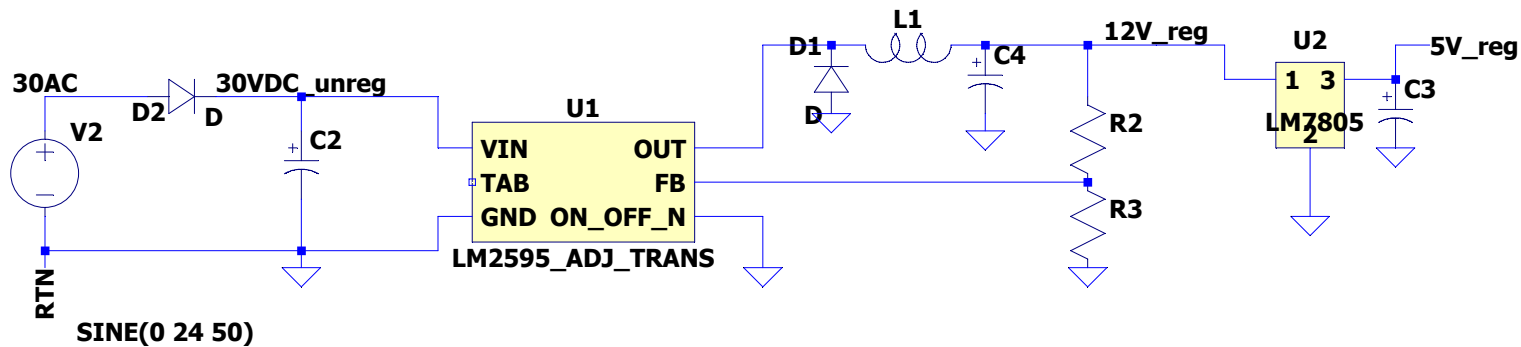 30AC
V2
D2
D
30VDC_unreg
C2
RTN
SINE(0 24 50)
U1
VIN
OUT
TAB
FB
GND
ON_OFF_N
LM2595_ADJ_TRANS
D1
D
L1
C4
12V_reg
R2
R3
U2
1
3
LM7805
2
C3
5V_reg